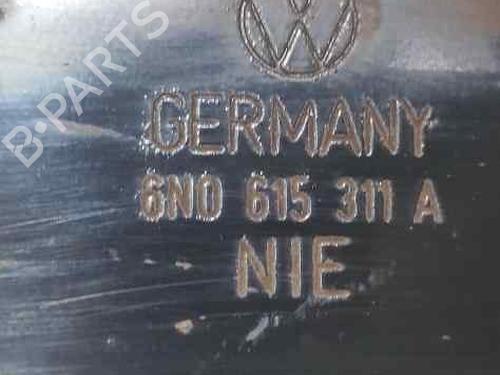 B-PARTS
GERMANY
6N0 615 311 A
NIE